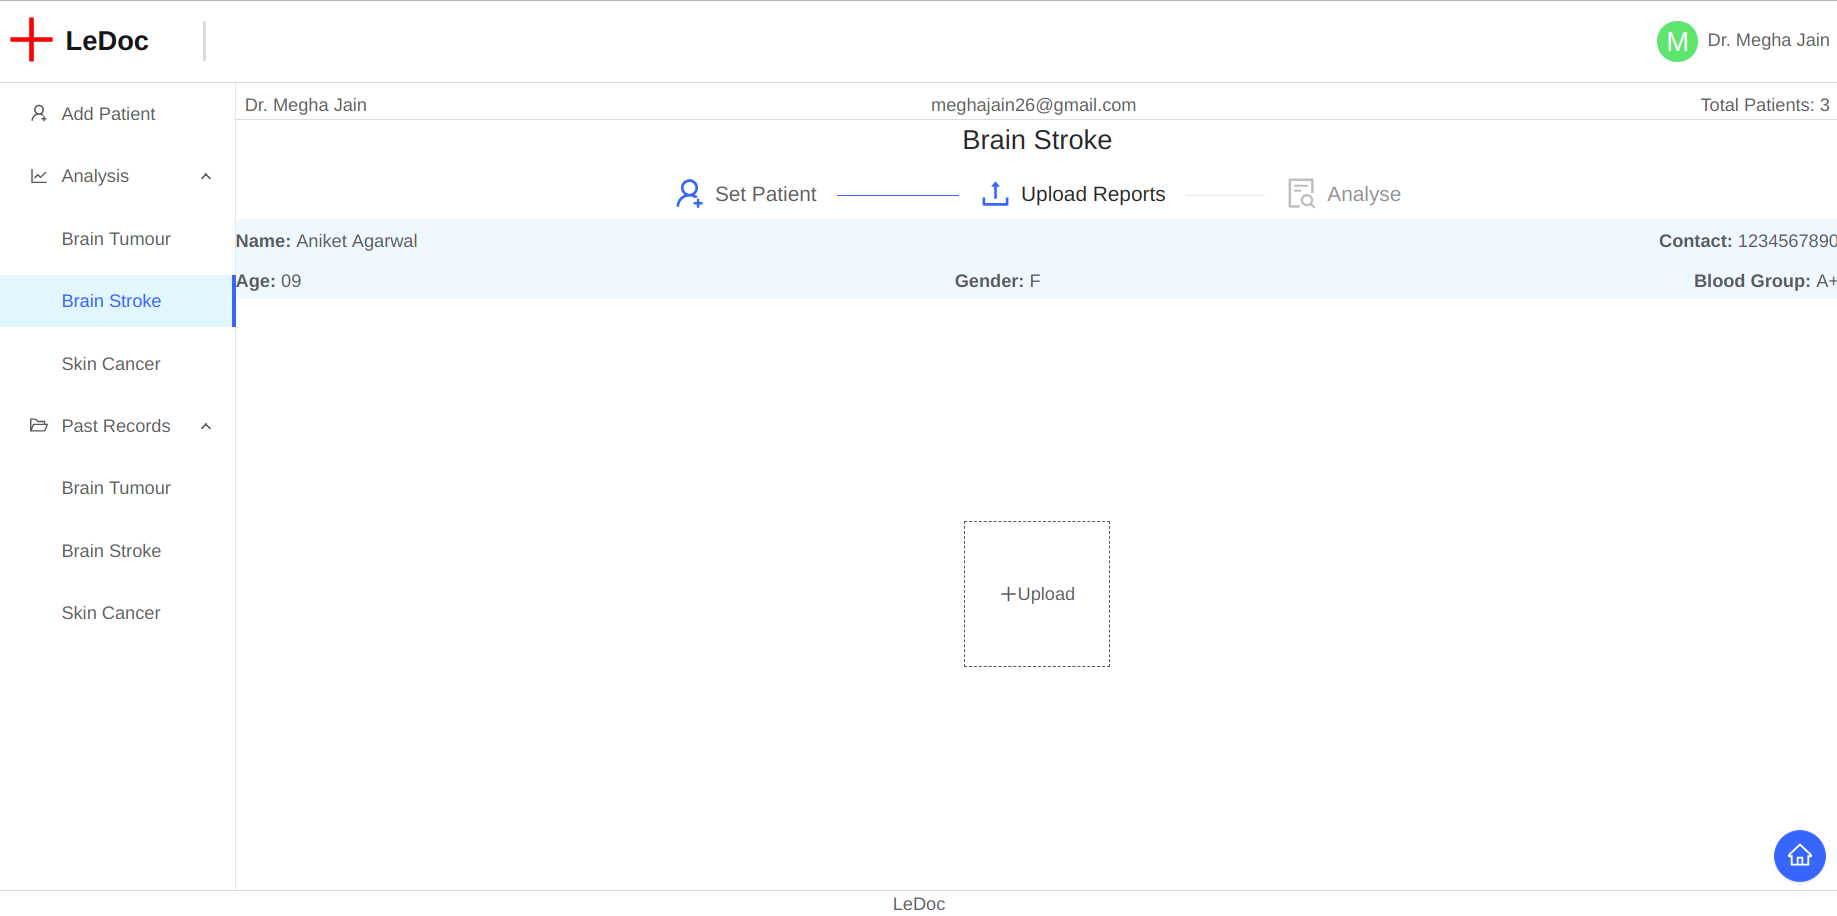 LeDoc
M Dr. Megha Jain
Add Patient
Analysis
Brain Tumour
Brain Stroke
Skin Cancer
Past Records
Brain Tumour
Brain Stroke
Skin Cancer
Dr. Megha Jain meghajain26@gmail.com Total Patients: 3
Brain Stroke
Set Patient Upload Reports Analyse
Name: Aniket Agarwal Contact: 1234567890
Age: 09 Gender: F Blood Group: A+
+Upload
LeDoc